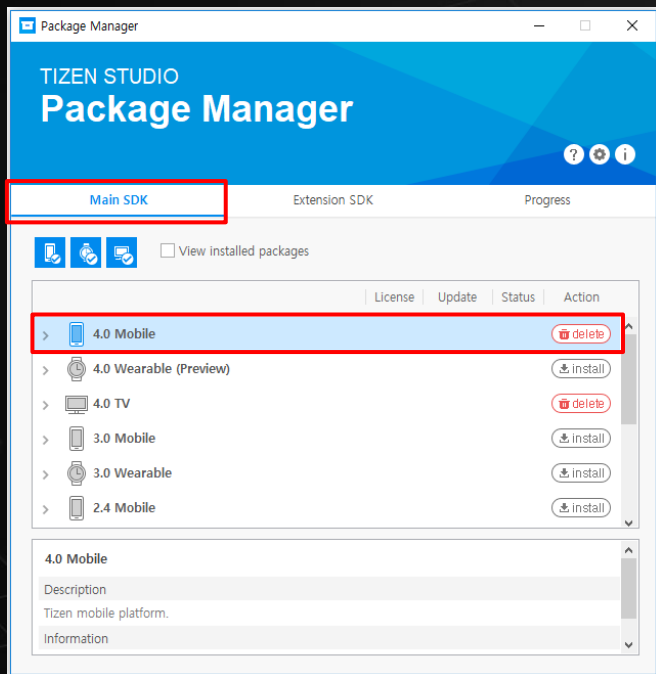 Package Manager
TIZEN STUDIO
Package Manager
Main SDK Extension SDK Progress
View installed packages
License Update Status Action
4.0 Mobile delete
4.0 Wearable (Preview) install
4.0 TV delete
3.0 Mobile install
3.0 Wearable install
2.4 Mobile install
4.0 Mobile
Description
Tizen mobile platform.
Information